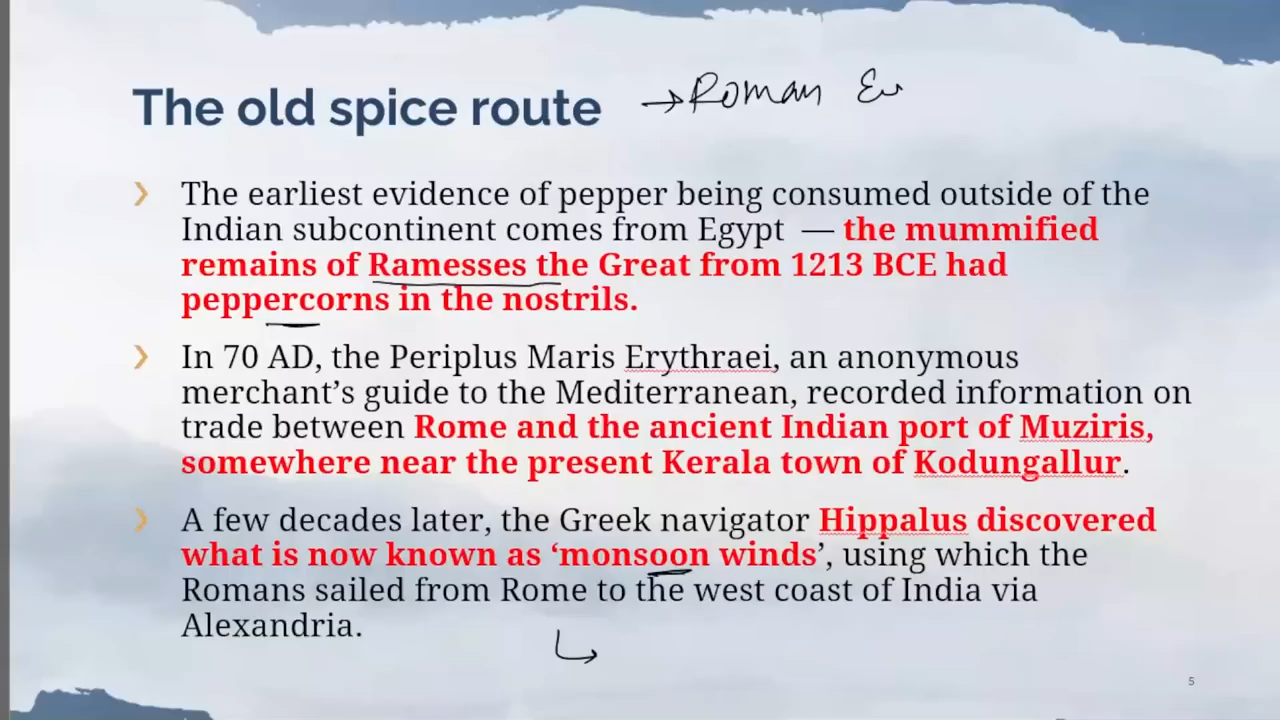 The old spice route → Roman
› The earliest evidence of pepper being consumed outside of the
Indian subcontinent comes from Egypt — the mummified
remains of Ramesses the Great from 1213 BCE had
peppercorns in the nostrils.
› In 70 AD, the Periplus Maris Erythraei, an anonymous
merchant’s guide to the Mediterranean, recorded information on
trade between Rome and the ancient Indian port of Muziris,
somewhere near the present Kerala town of Kodungallur.
› A few decades later, the Greek navigator Hippalus discovered
what is now known as ‘monsoon winds’, using which the
Romans sailed from Rome to the west coast of India via
Alexandria.
5